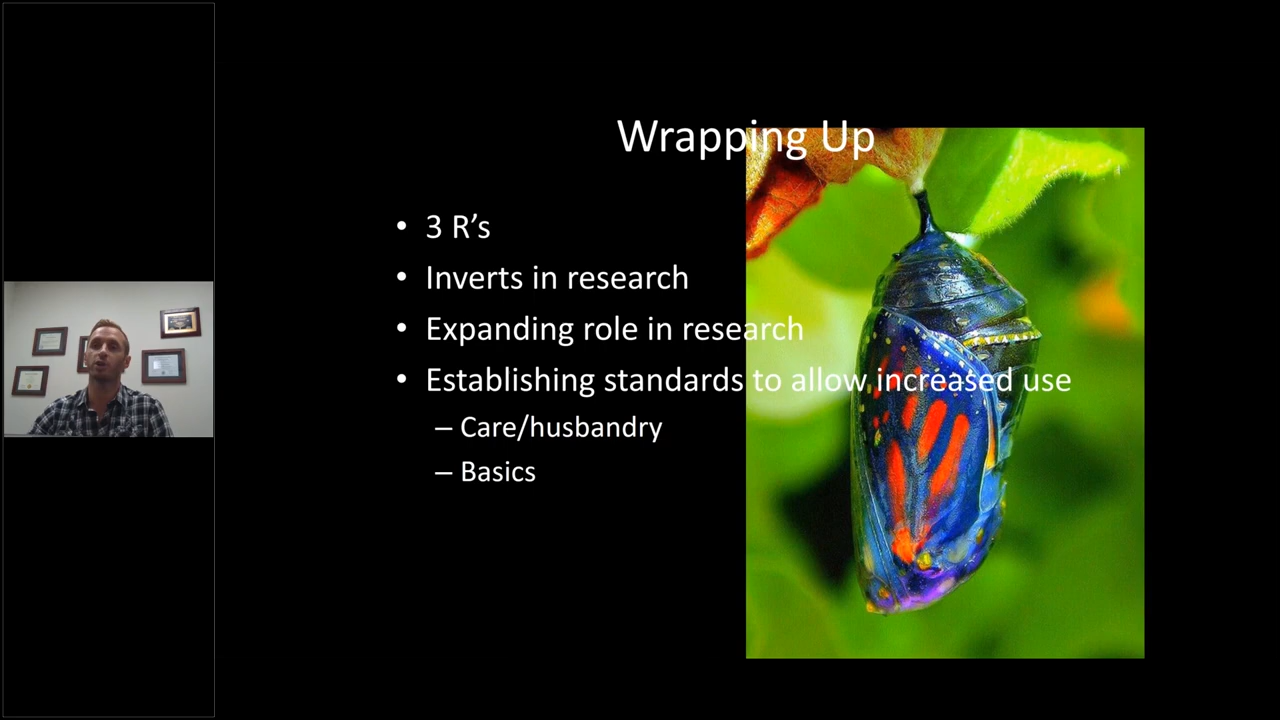 Wrapping Up
• 3 R’s
• Inverts in research
• Expanding role in research
• Establishing standards to allow increased use
– Care/husbandry
– Basics